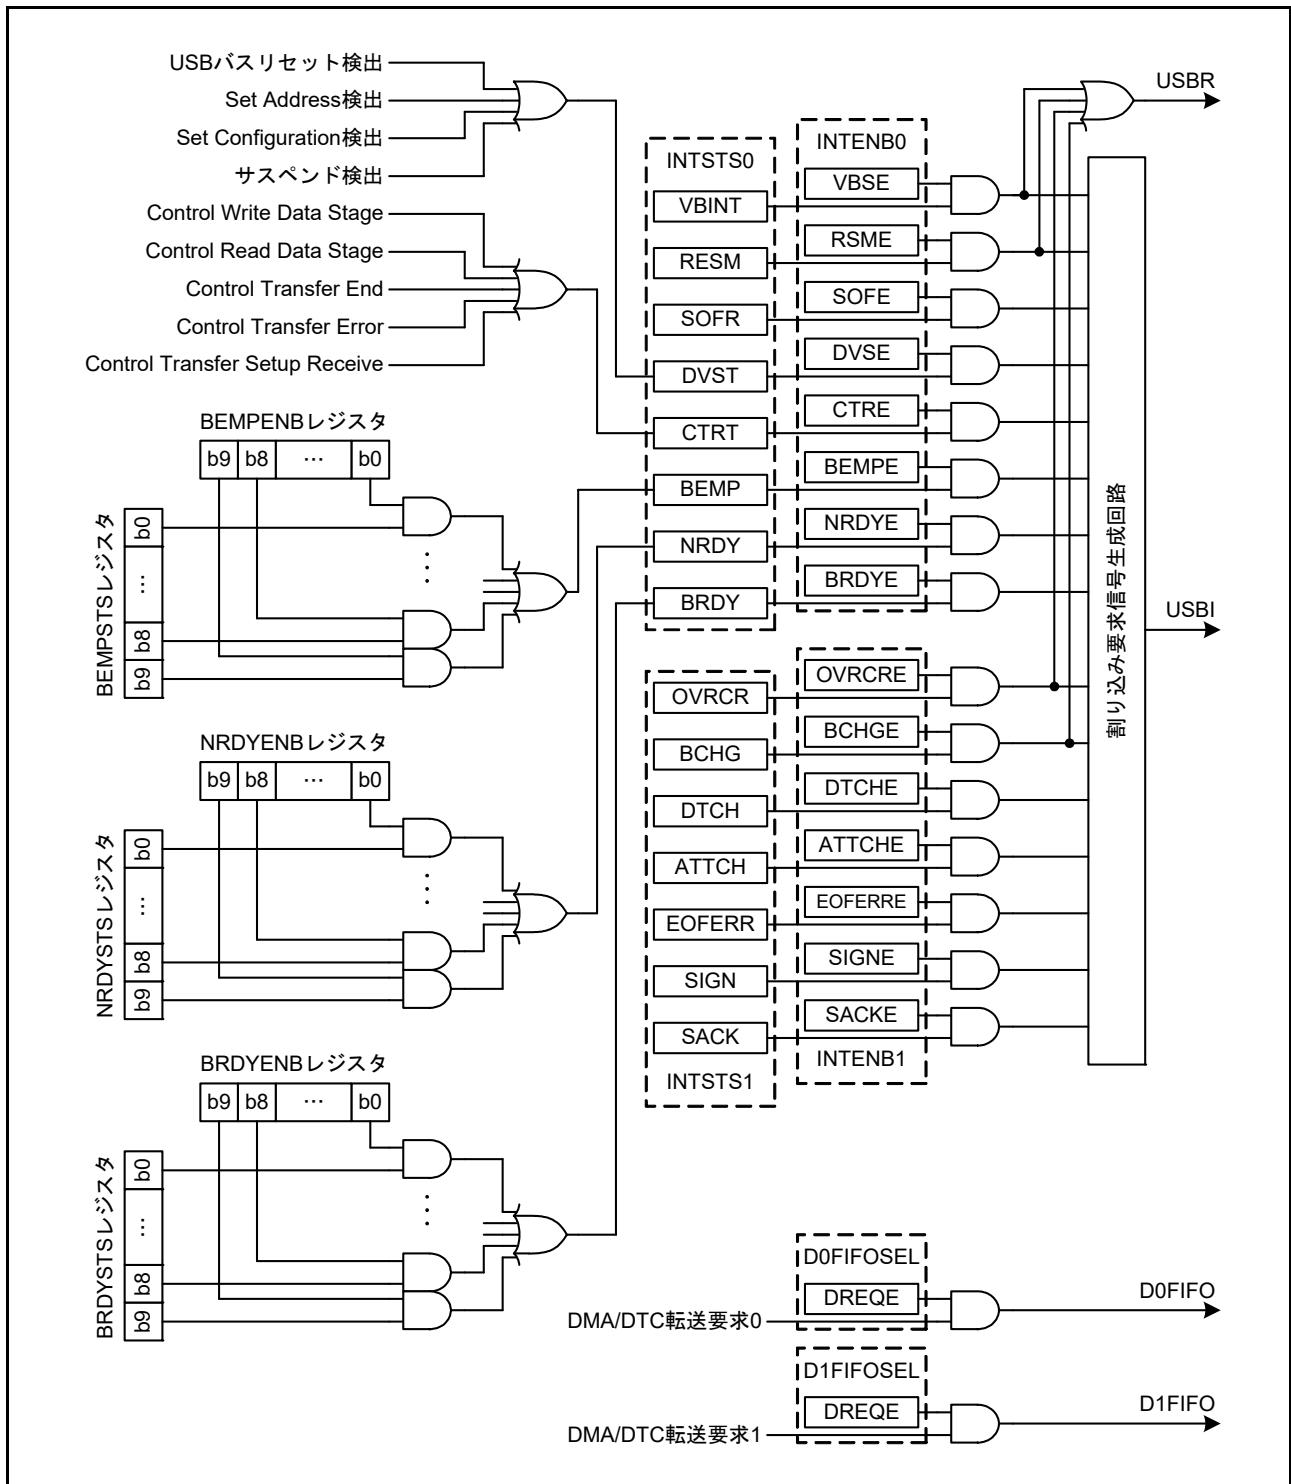 USBバスリセット検出
Set Address検出
Set Configuration検出
サスペンド検出
Control Write Data Stage
Control Read Data Stage
Control Transfer End
Control Transfer Error
Control Transfer Setup Receive
BEMPENBレジスタ
b9 b8 … b0
BEMPSTSレジスタ
b0
…
b8
b9
NRDYENBレジスタ
b9 b8 … b0
NRDYSTSレジスタ
b0
…
b8
b9
BRDYENBレジスタ
b9 b8 … b0
BRDYSTSレジスタ
b0
…
b8
b9
INTSTS0
VBINT
RESM
SOFR
DVST
CTRT
BEMP
NRDY
BRDY
INTENB0
VBSE
RSME
SOFE
DVSE
CTRE
BEMPE
NRDYE
BRDYE
OVRCR
BCHG
DTCH
ATTCH
EOFERR
SIGN
SACK
INTSTS1
OVRCRE
BCHGE
DTCHE
ATTCHE
EOFERRE
SIGNE
SACKE
INTENB1
割り込み要求信号生成回路
USBR
USBI
D0FIFOSEL
DREQE
DMA/DTC転送要求0
D0FIFO
D1FIFOSEL
DREQE
DMA/DTC転送要求1
D1FIFO